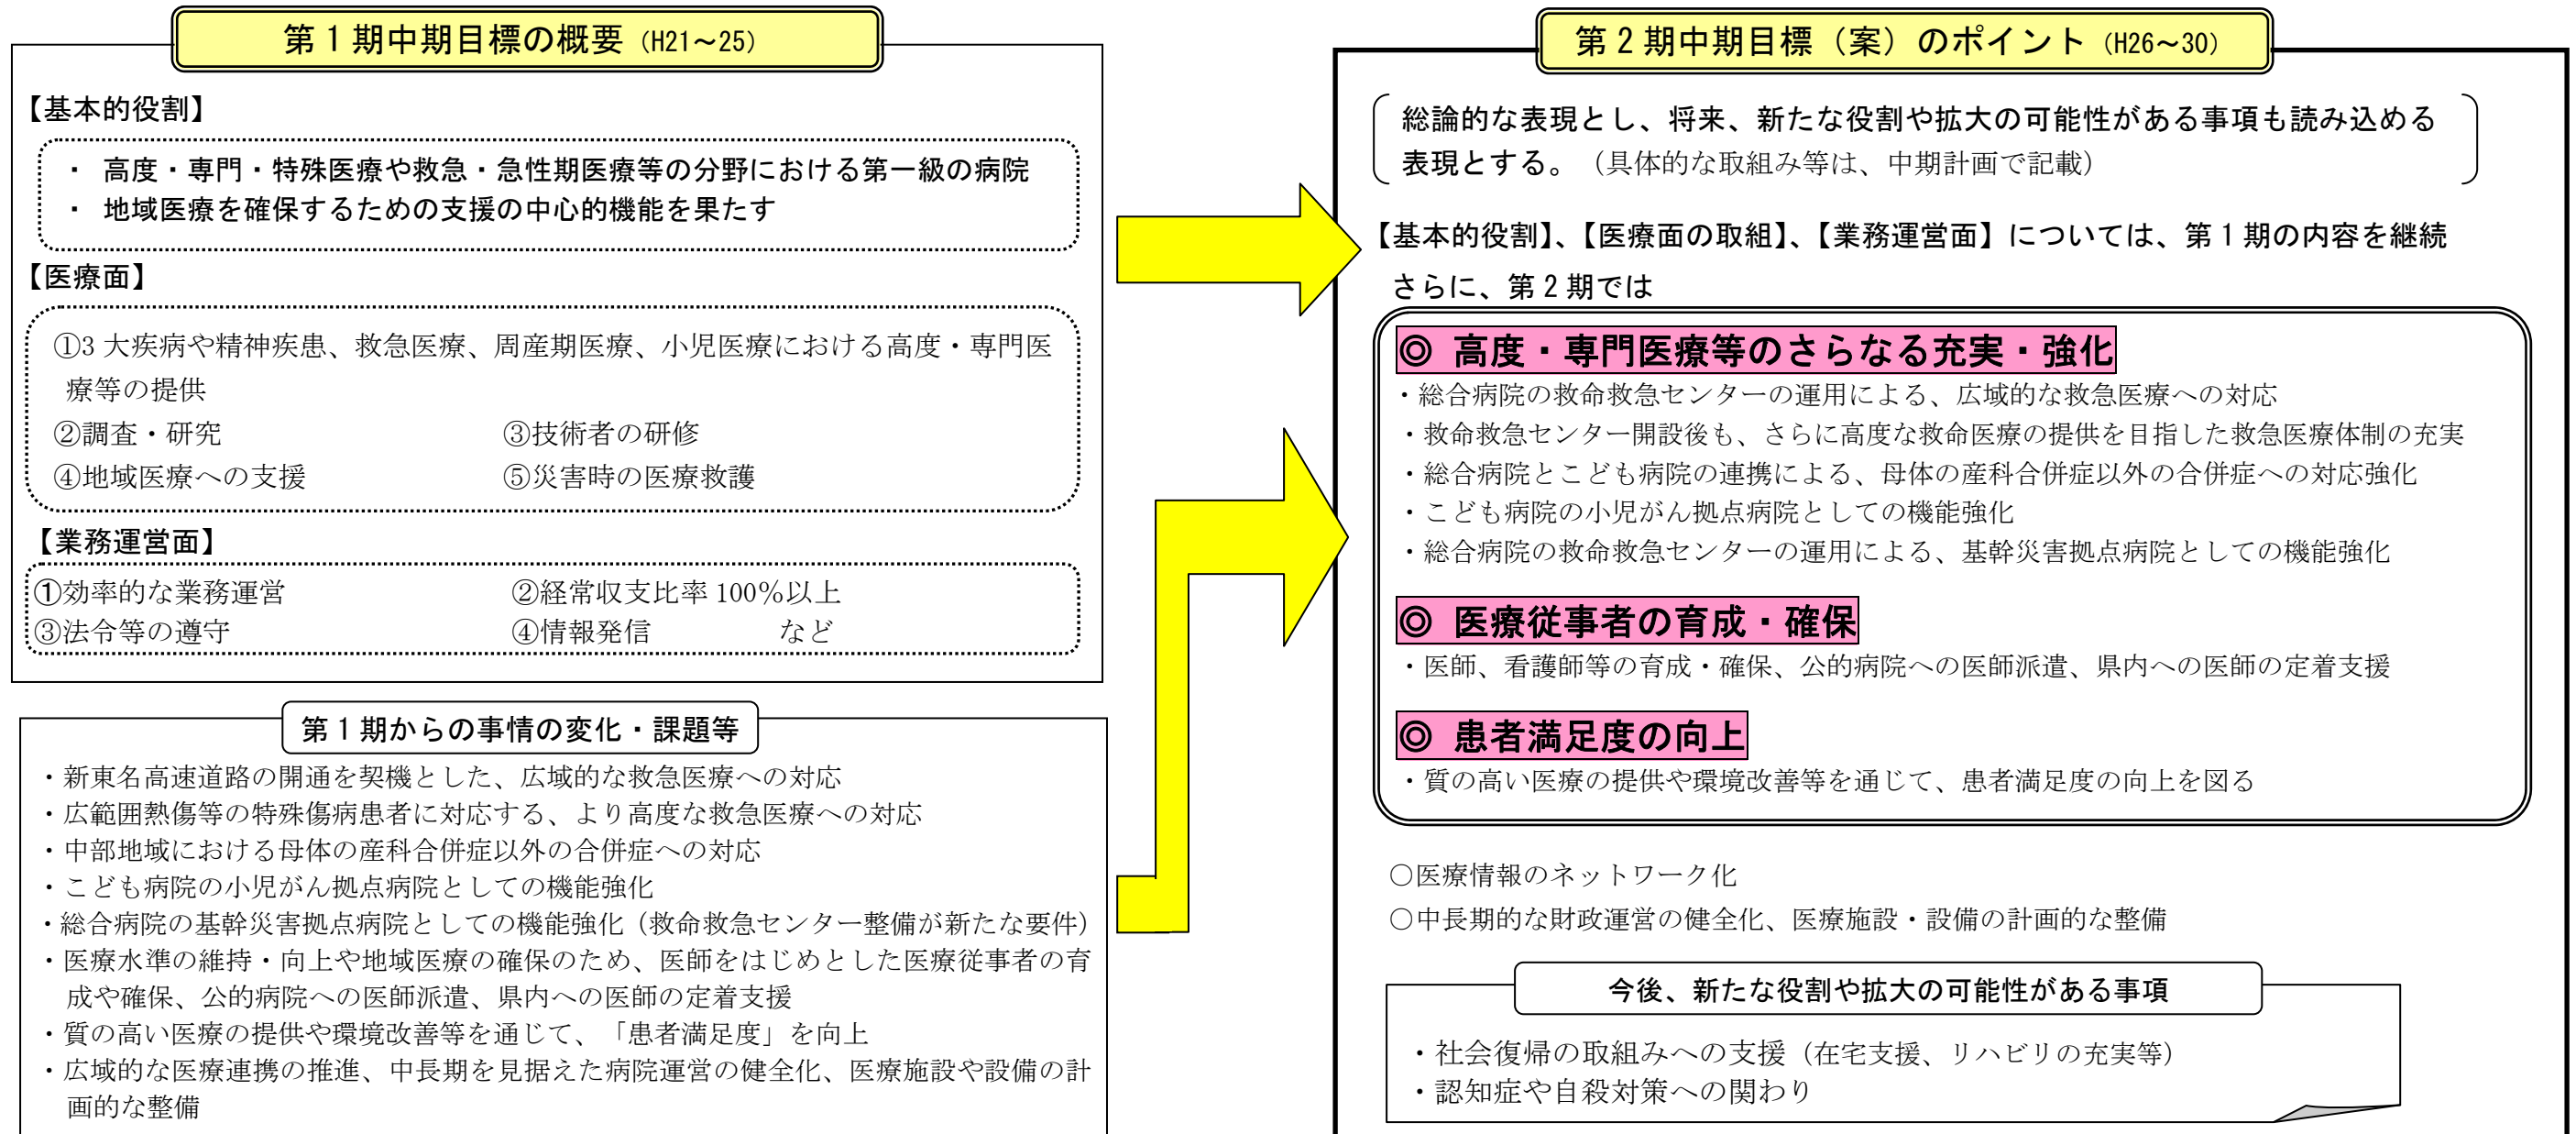 第1期中期目標の概要（H21～25）
【基本的役割】
・ 高度・専門・特殊医療や救急・急性期医療等の分野における第一級の病院
・ 地域医療を確保するための支援の中心的機能を果たす
【医療面】
①3大疾病や精神疾患、救急医療、周産期医療、小児医療における高度・専門医
療等の提供
②調査・研究 ③技術者の研修
④地域医療への支援 ⑤災害時の医療救護
【業務運営面】
①効率的な業務運営 ②経常収支比率100％以上
③法令等の遵守 ④情報発信 など
第1期からの事情の変化・課題等
・新東名高速道路の開通を契機とした、広域的な救急医療への対応
・広範囲熱傷等の特殊傷病患者に対応する、より高度な救急医療への対応
・中部地域における母体の産科合併症以外の合併症への対応
・こども病院の小児がん拠点病院としての機能強化
・総合病院の基幹災害拠点病院としての機能強化（救命救急センター整備が新たな要件）
・医療水準の維持・向上や地域医療の確保のため、医師をはじめとした医療従事者の育
成や確保、公的病院への医師派遣、県内への医師の定着支援
・質の高い医療の提供や環境改善等を通じて、「患者満足度」を向上
・広域的な医療連携の推進、中長期を見据えた病院運営の健全化、医療施設や設備の計
画的な整備
第2期中期目標（案）のポイント（H26～30）
総論的な表現とし、将来、新たな役割や拡大の可能性がある事項も読み込める
表現とする。（具体的な取組み等は、中期計画で記載）
【基本的役割】、【医療面の取組】、【業務運営面】については、第1期の内容を継続
さらに、第2期では
◎ 高度・専門医療等のさらなる充実・強化
・総合病院の救命救急センターの運用による、広域的な救急医療への対応
・救命救急センター開設後も、さらに高度な救命医療の提供を目指した救急医療体制の充実
・総合病院とこども病院の連携による、母体の産科合併症以外の合併症への対応強化
・こども病院の小児がん拠点病院としての機能強化
・総合病院の救命救急センターの運用による、基幹災害拠点病院としての機能強化
◎ 医療従事者の育成・確保
・医師、看護師等の育成・確保、公的病院への医師派遣、県内への医師の定着支援
◎ 患者満足度の向上
・質の高い医療の提供や環境改善等を通じて、患者満足度の向上を図る
○医療情報のネットワーク化
○中長期的な財政運営の健全化、医療施設・設備の計画的な整備
今後、新たな役割や拡大の可能性がある事項
・社会復帰の取組みへの支援（在宅支援、リハビリの充実等）
・認知症や自殺対策への関わり